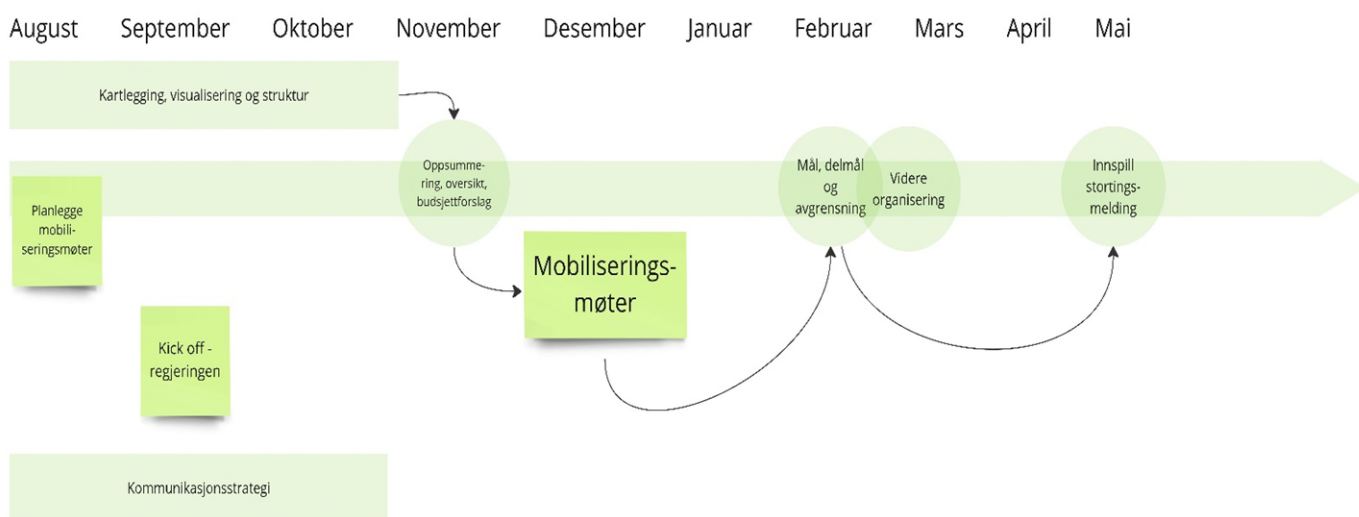 August September Oktober November Desember Januar Februar Mars April Mai
Kartlegging, visualisering og struktur
Oppsumme-
ring, oversikt,
budsjettforslag
Mål, delmål
og
avgrensning
Videre
organisering
Innspill
stortings-
melding
Planlegge
mobili-
seringsmøter
Mobiliserings-
møter
Kick off -
regjeringen
Kommunikasjonsstrategi